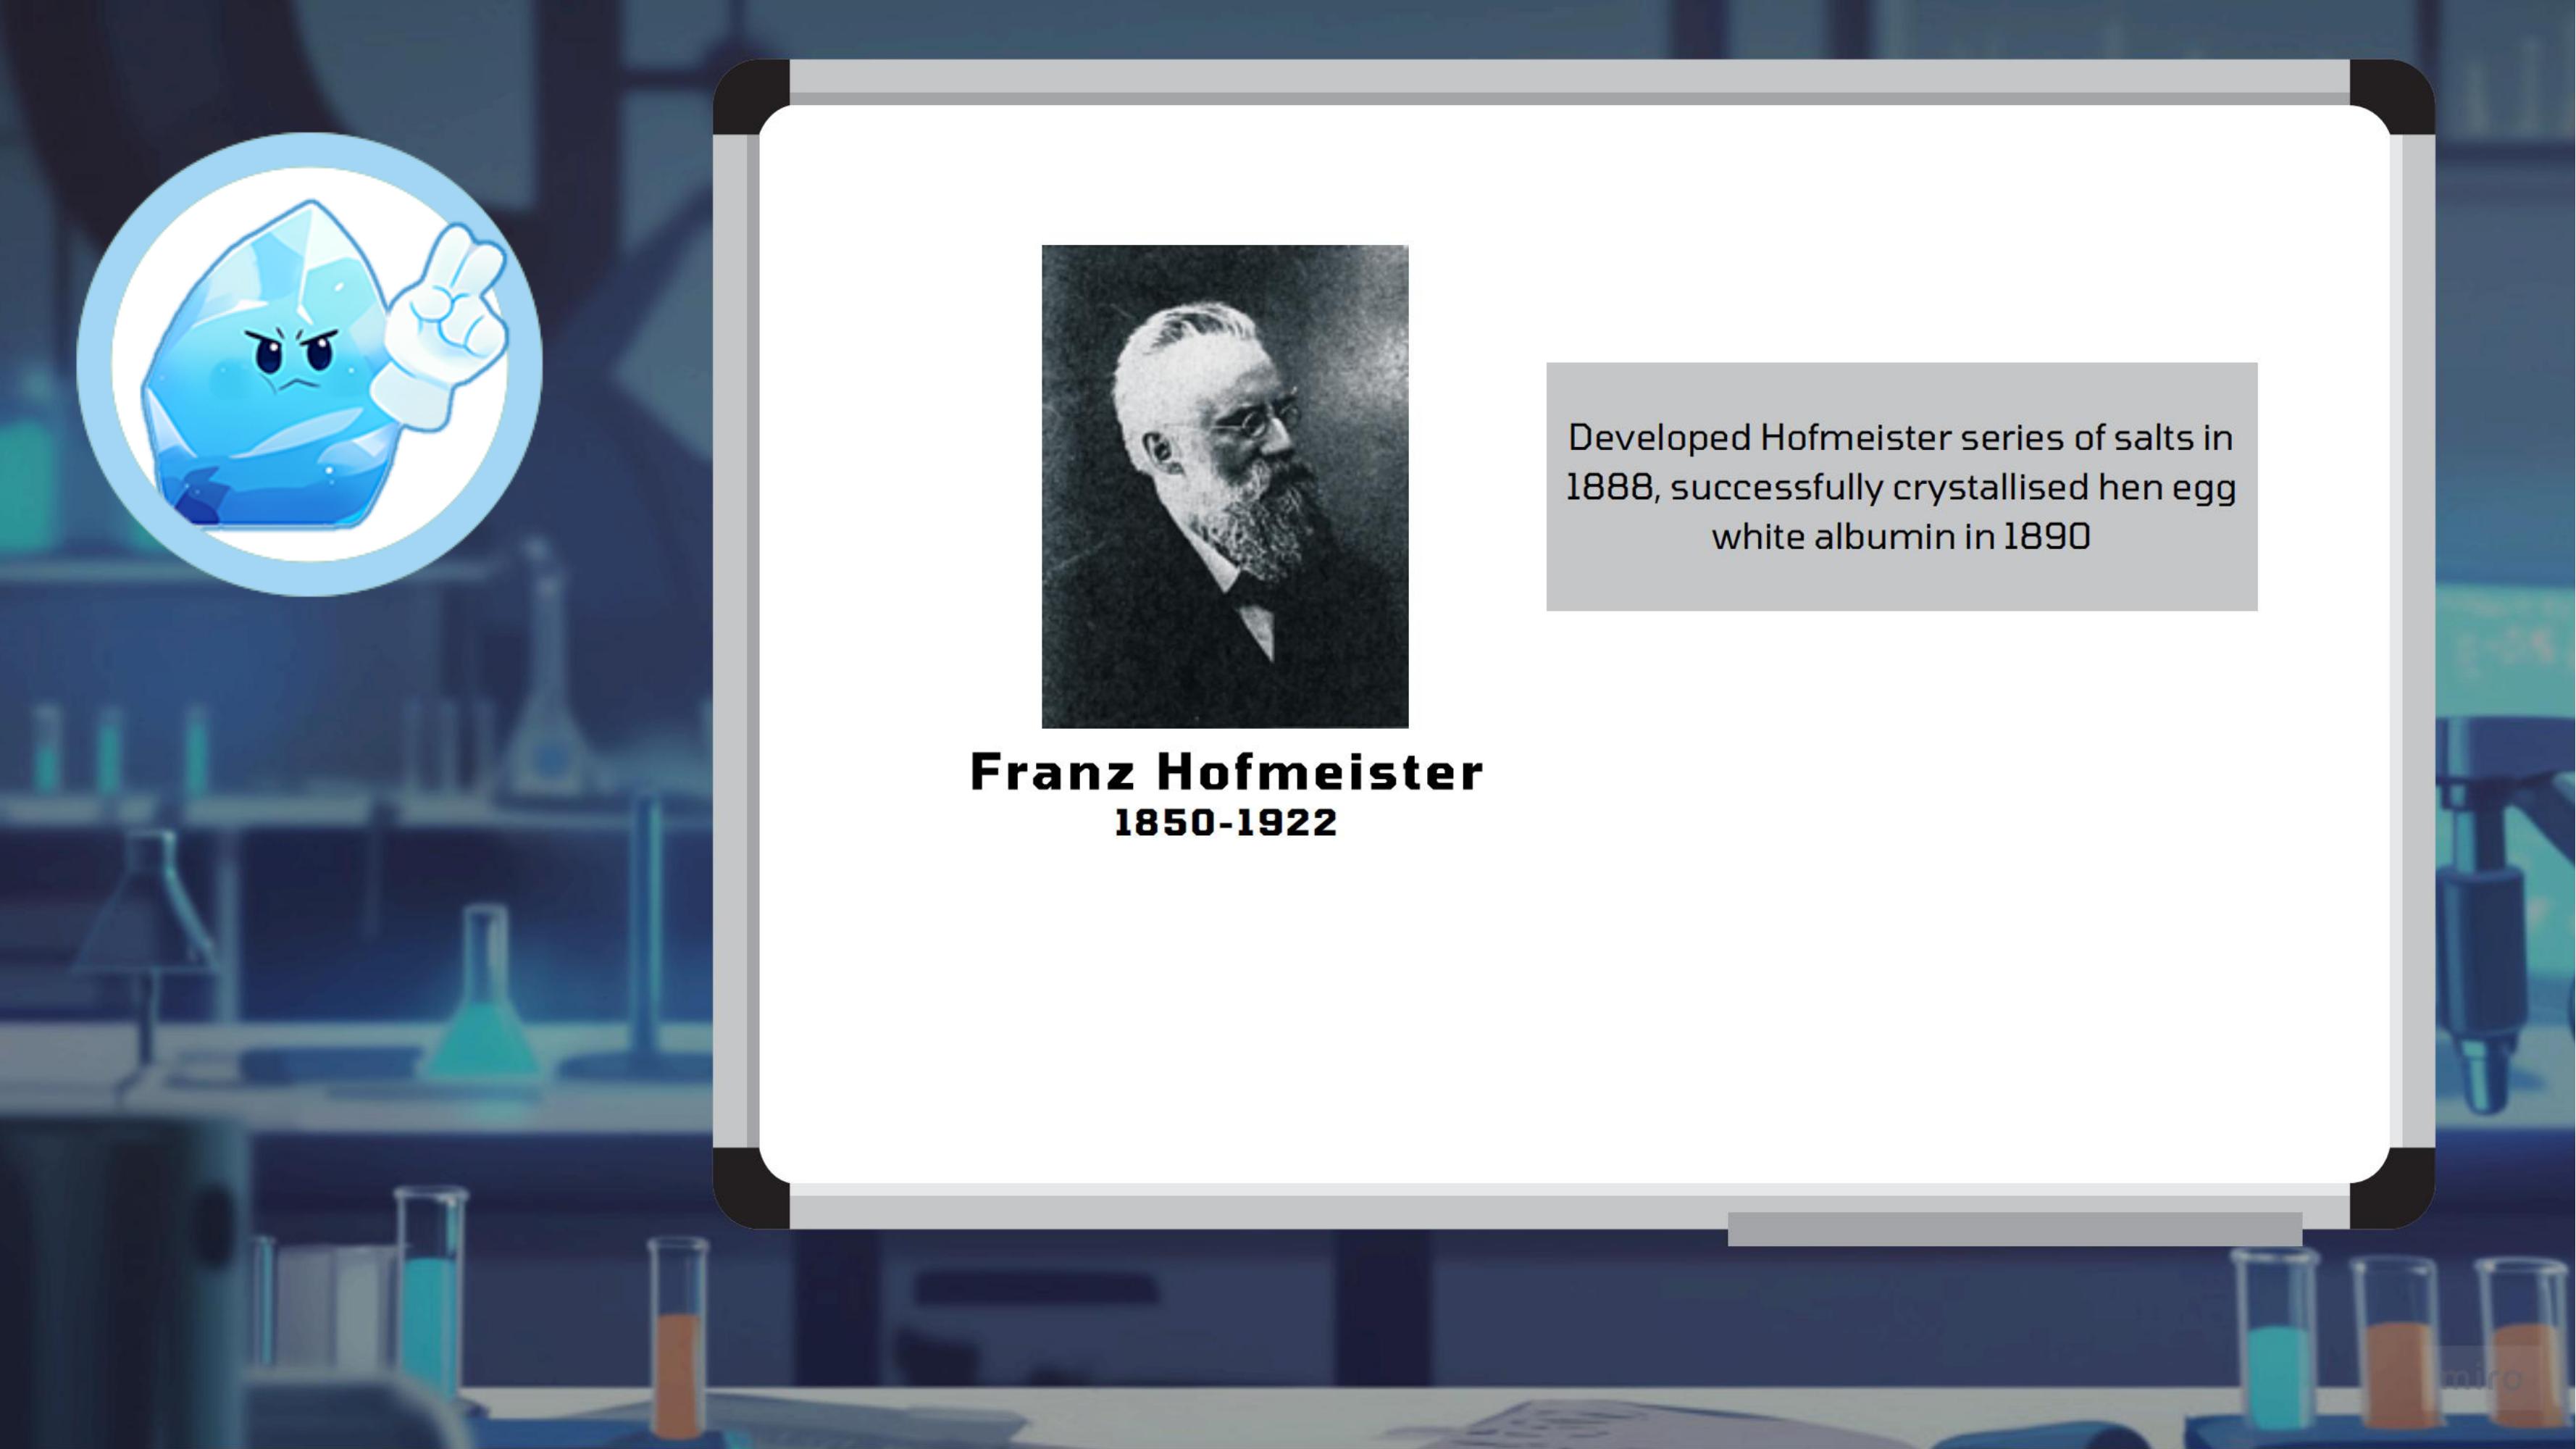 Developed Hofmeister series of salts in
1888, successfully crystallised hen egg
white albumin in 1890
Franz Hofmeister
1850-1922
miro